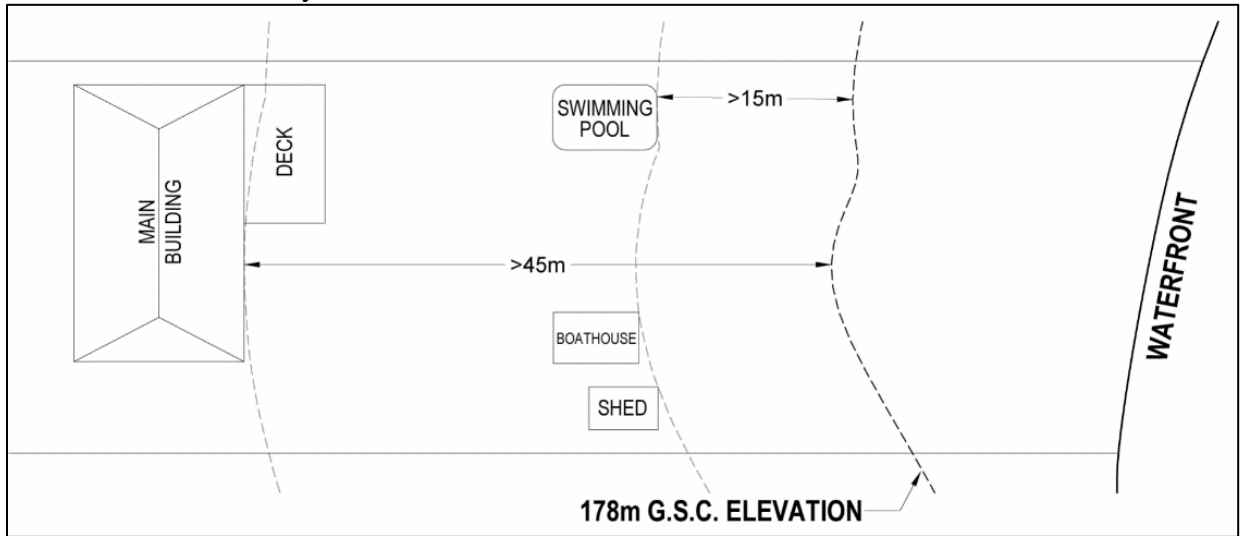 SWIMMING
POOL
>15m
DECK
MAIN
BUILDING
>45m
BOATHOUSE
SHED
WATERFRONT
178m G.S.C. ELEVATION